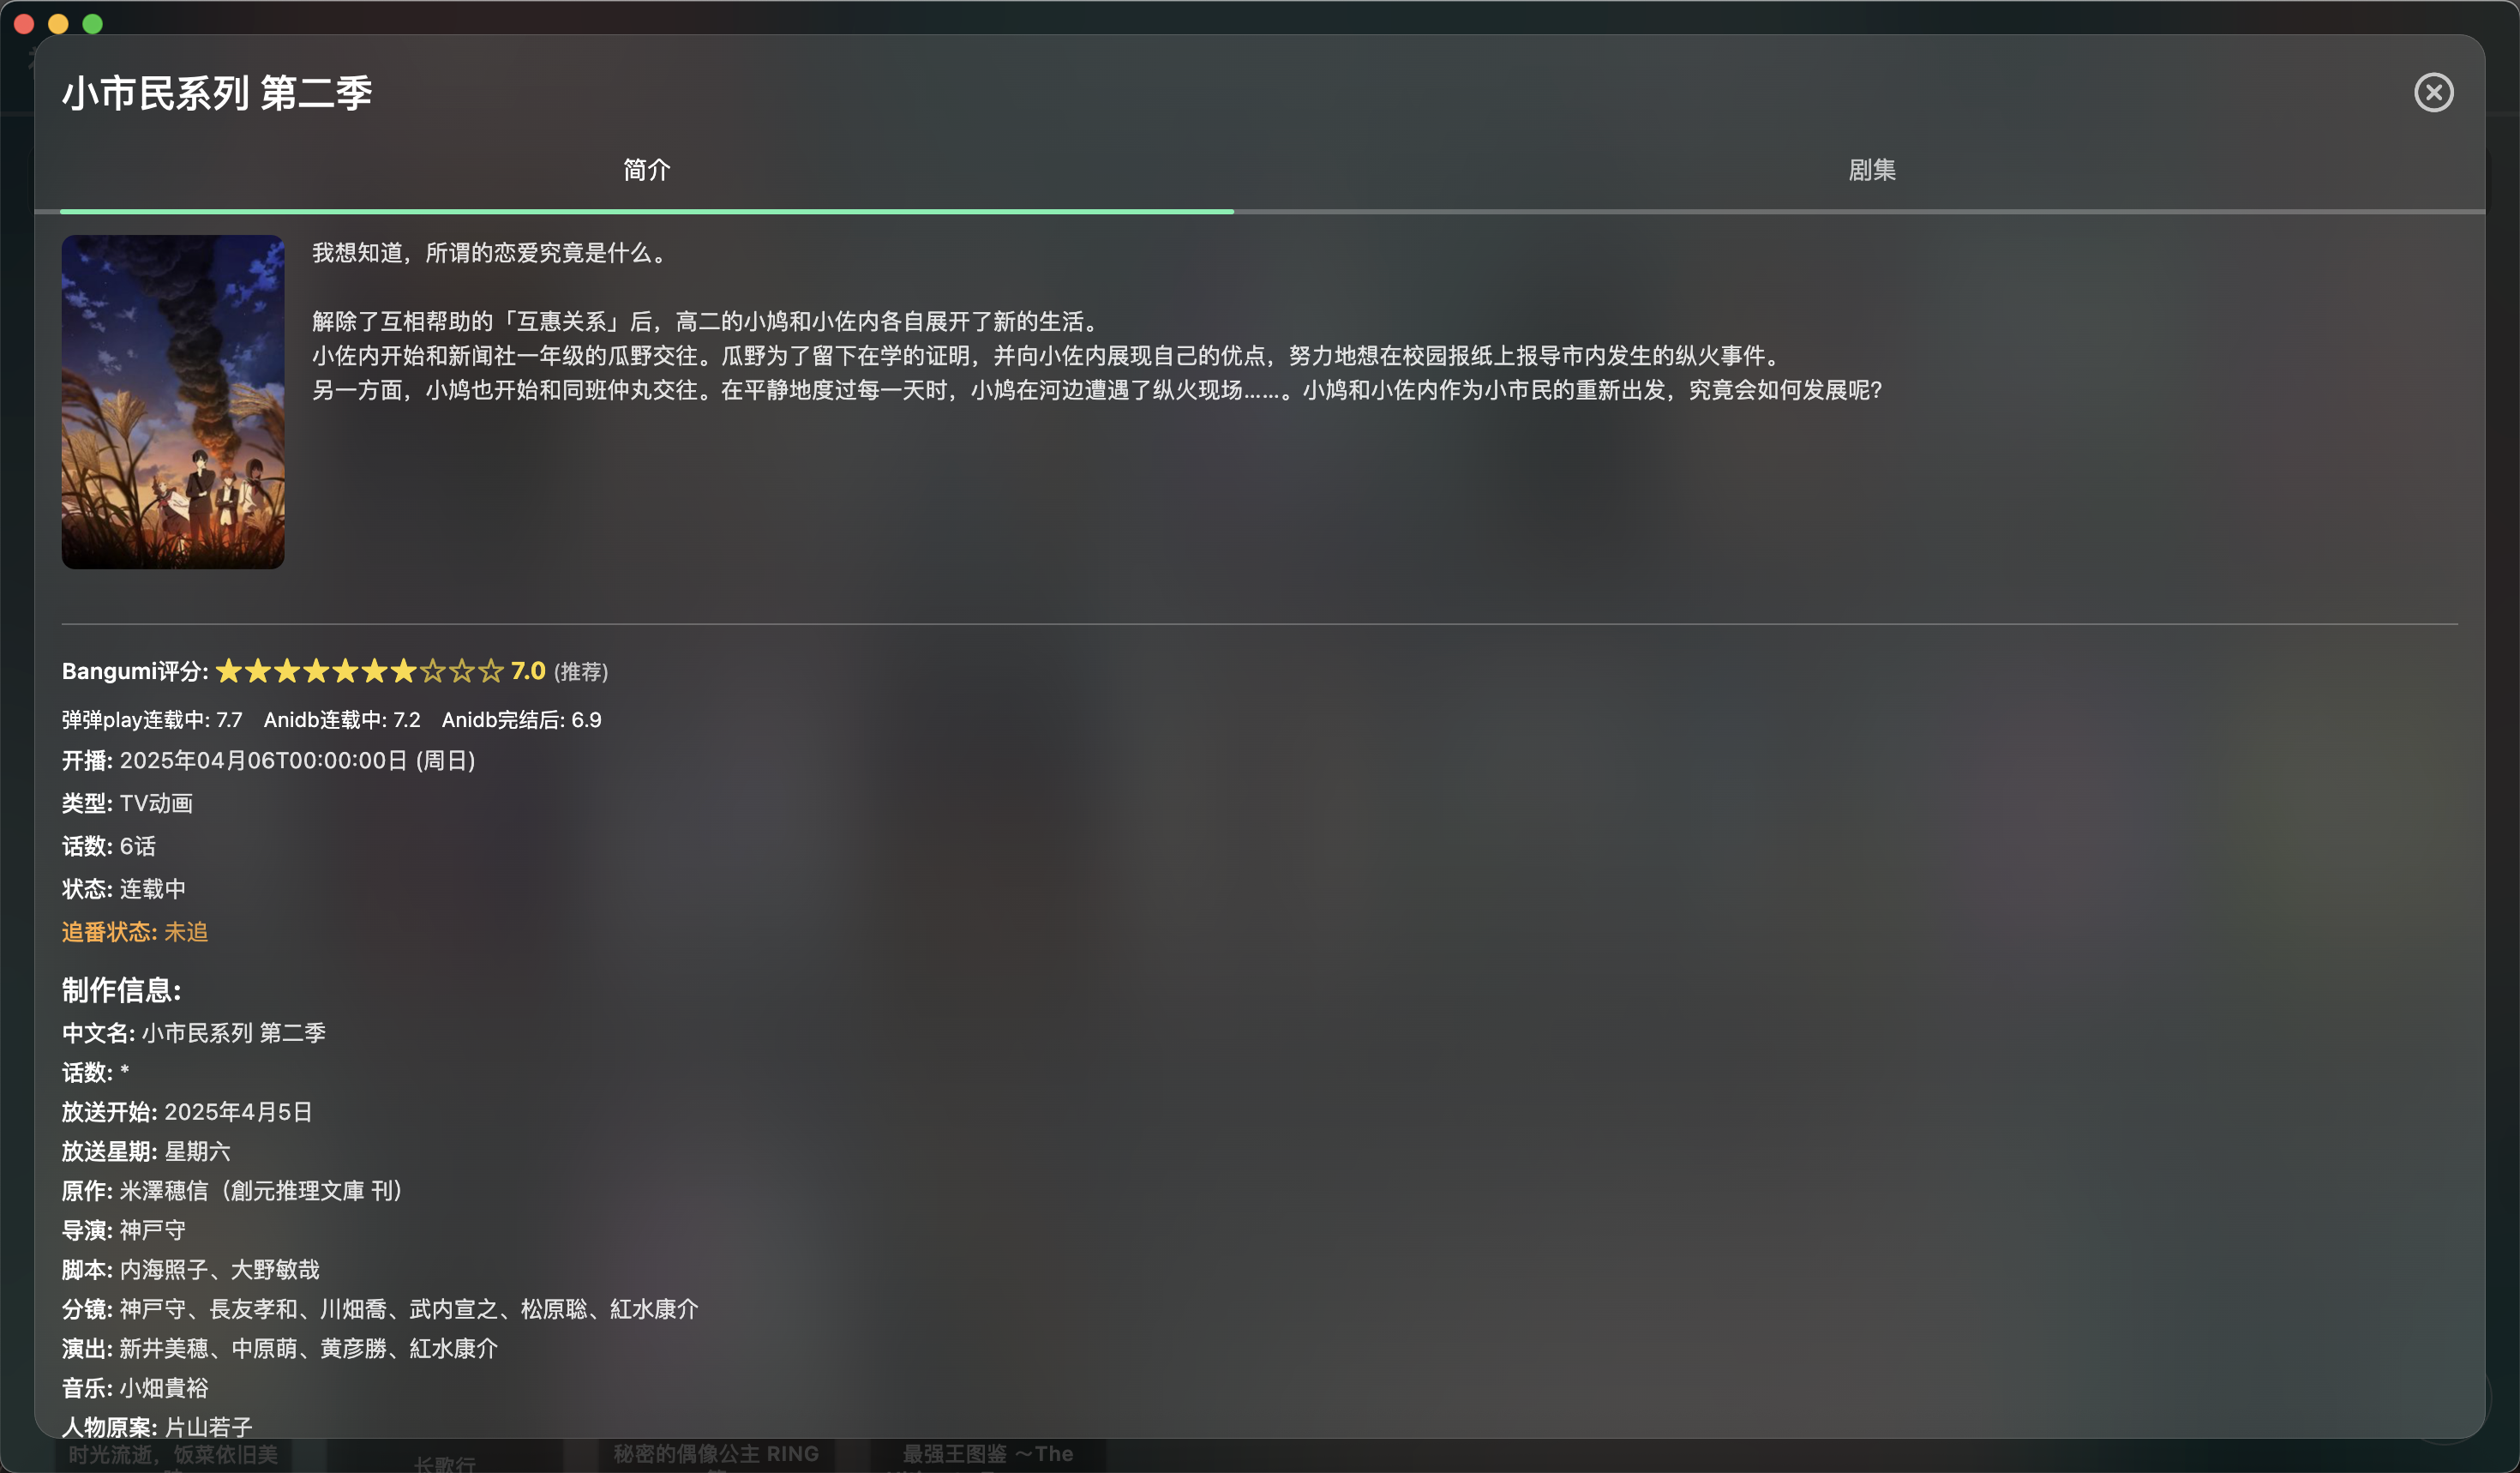 小市民系列 第二季
简介
剧集
我想知道，所谓的恋爱究竟是什么。
解除了互相帮助的「互惠关系」后，高二的小鸠和小佐内各自展开了新的生活。
小佐内开始和新闻社一年级的瓜野交往。瓜野为了留下在学的证明，并向小佐内展现自己的优点，努力地想在校园报纸上报导市内发生的纵火事件。
另一方面，小鸠也开始和同班仲丸交往。在平静地度过每一天时，小鸠在河边遭遇了纵火现场……。小鸠和小佐内作为小市民的重新出发，究竟会如何发展呢？
Bangumi评分: ★★★★★★★☆☆☆ 7.0 (推荐)
弹弹play连载中: 7.7 Anidb连载中: 7.2 Anidb完结后: 6.9
开播: 2025年04月06T00:00:00日 (周日)
类型: TV动画
话数: 6话
状态: 连载中
追番状态: 未追
制作信息:
中文名: 小市民系列 第二季
话数: *
放送开始: 2025年4月5日
放送星期: 星期六
原作: 米澤穂信（創元推理文庫 刊）
导演: 神戸守
脚本: 内海照子、大野敏哉
分镜: 神戸守、長友孝和、川畑喬、武内宣之、松原聡、紅水康介
演出: 新井美穂、中原萌、黄彦勝、紅水康介
音乐: 小畑貴裕
人物原案: 片山若子
时光流逝，饭菜依旧美
长歌行
秘密的偶像公主 RING
最强王图鉴 ～The